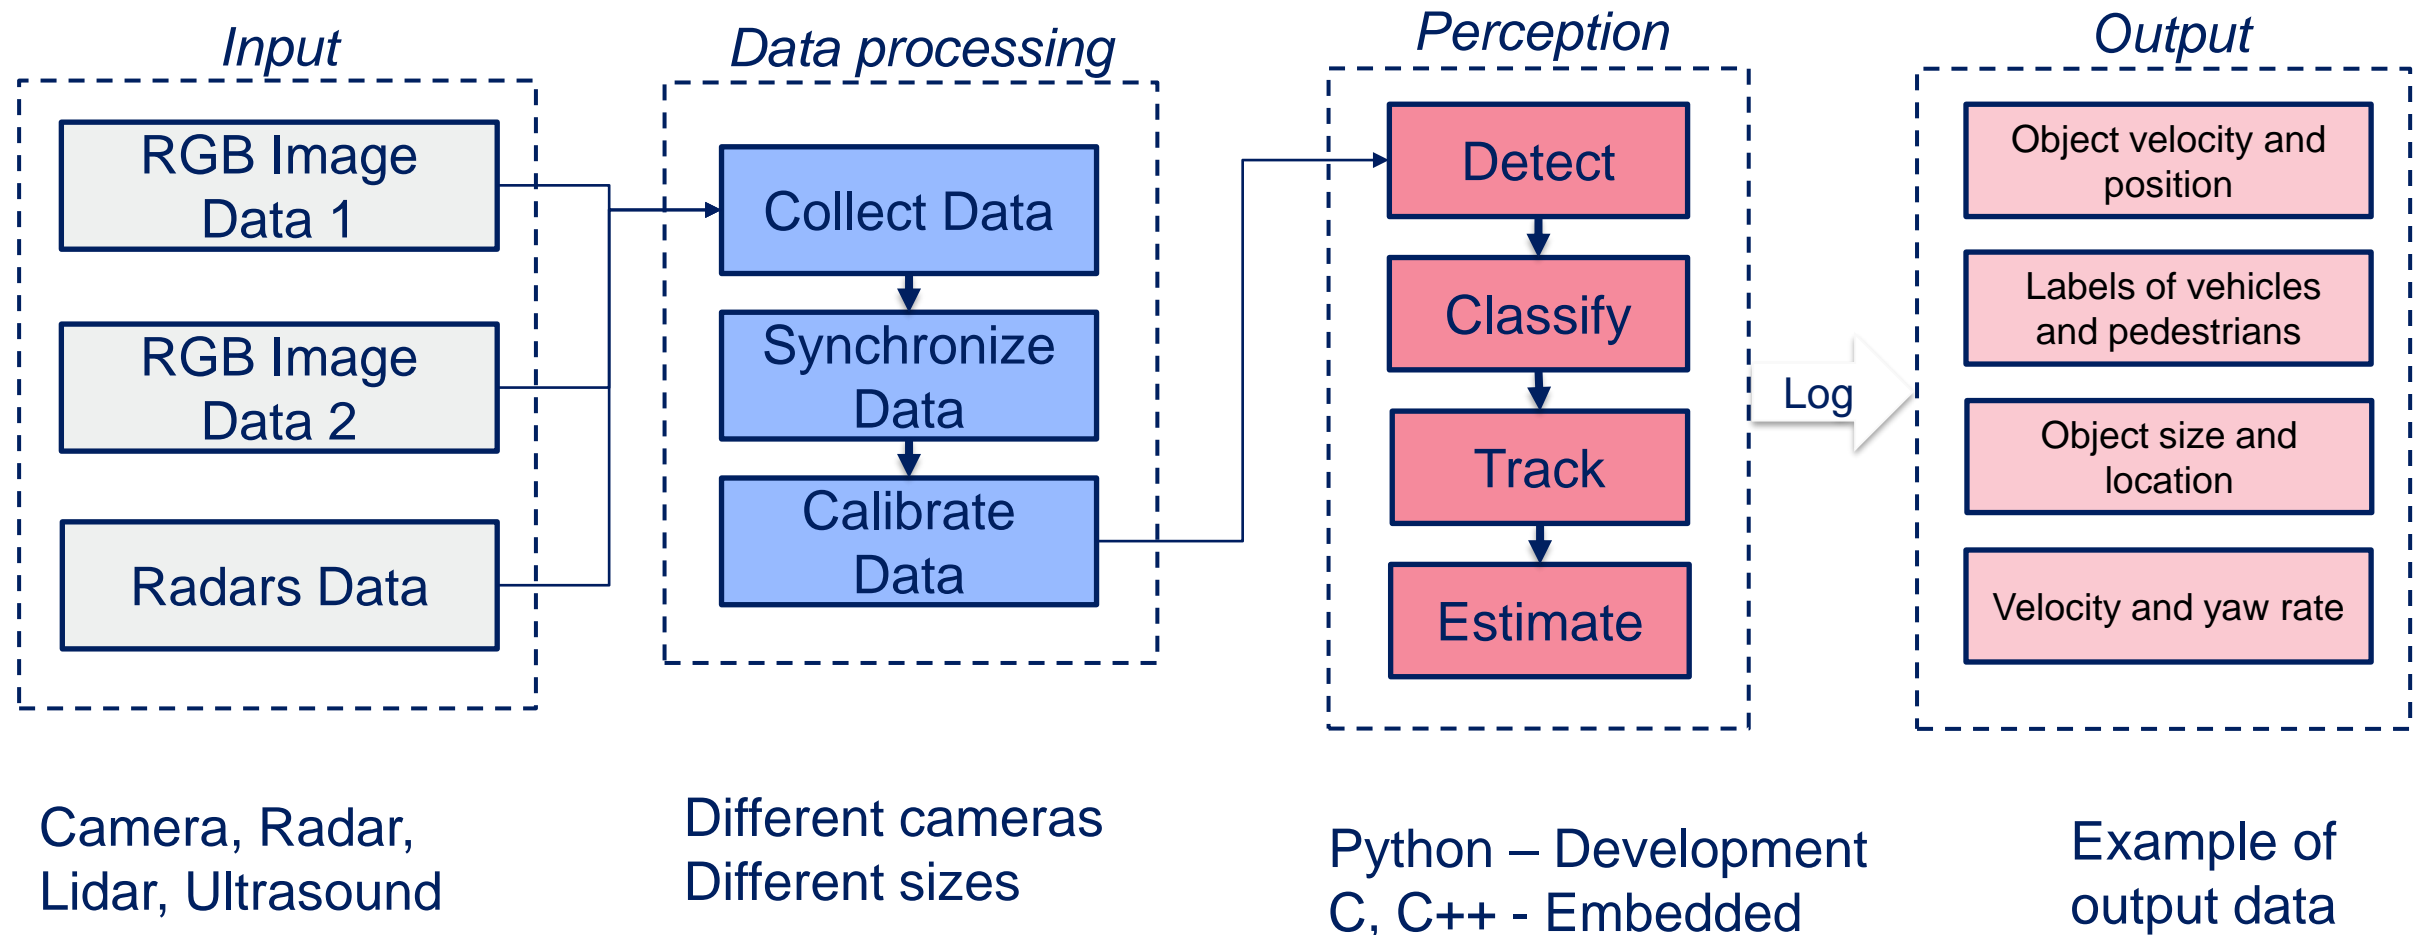 Input
RGB Image
Data 1
RGB Image
Data 2
Radars Data
Camera, Radar,
Lidar, Ultrasound
Data processing
Collect Data
Synchronize
Data
Calibrate
Data
Different cameras
Different sizes
Perception
Detect
Classify
Track
Estimate
Python – Development
C, C++ - Embedded
Log
Output
Object velocity and
position
Labels of vehicles
and pedestrians
Object size and
location
Velocity and yaw rate
Example of
output data